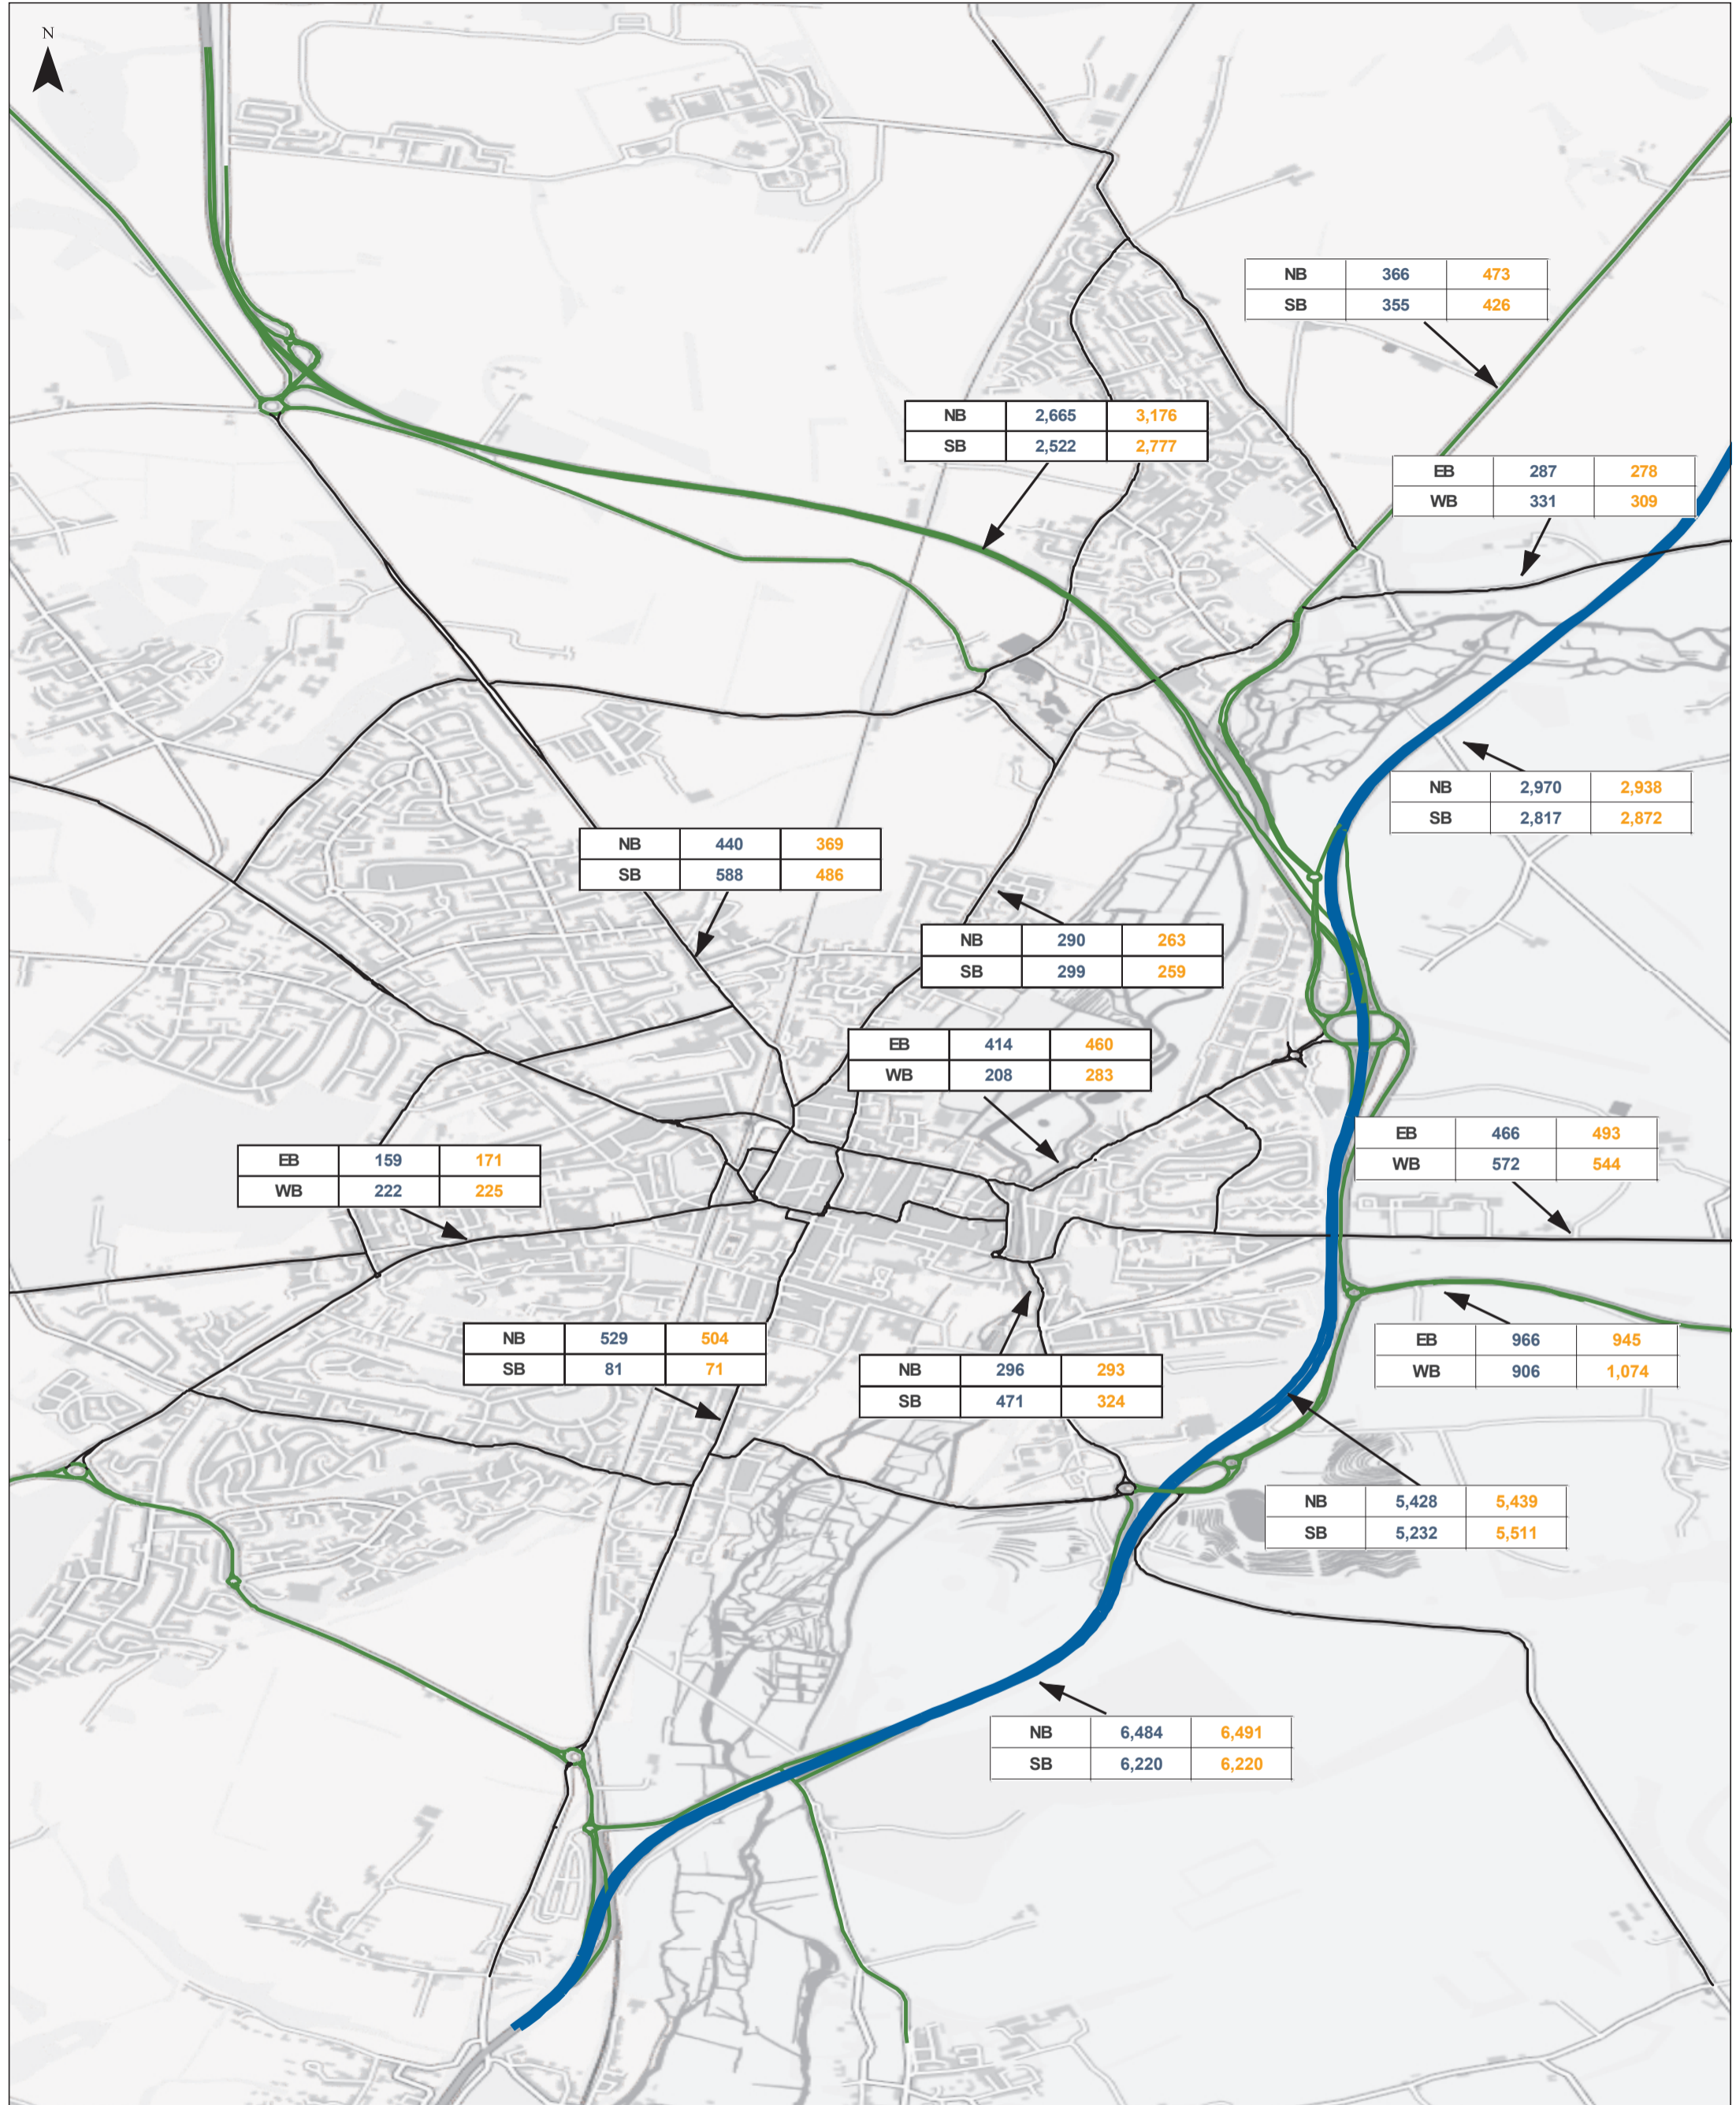 N
NB 366 473
SB 355 426
NB 2,665 3,176
SB 2,522 2,777
EB 287 278
WB 331 309
NB 2,970 2,938
SB 2,817 2,872
NB 440 369
SB 588 486
NB 290 263
SB 299 259
EB 414 460
WB 208 283
EB 466 493
WB 572 544
EB 159 171
WB 222 225
NB 529 504
SB 81 71
NB 296 293
SB 471 324
EB 966 945
WB 906 1,074
NB 5,428 5,439
SB 5,232 5,511
NB 6,484 6,491
SB 6,220 6,220